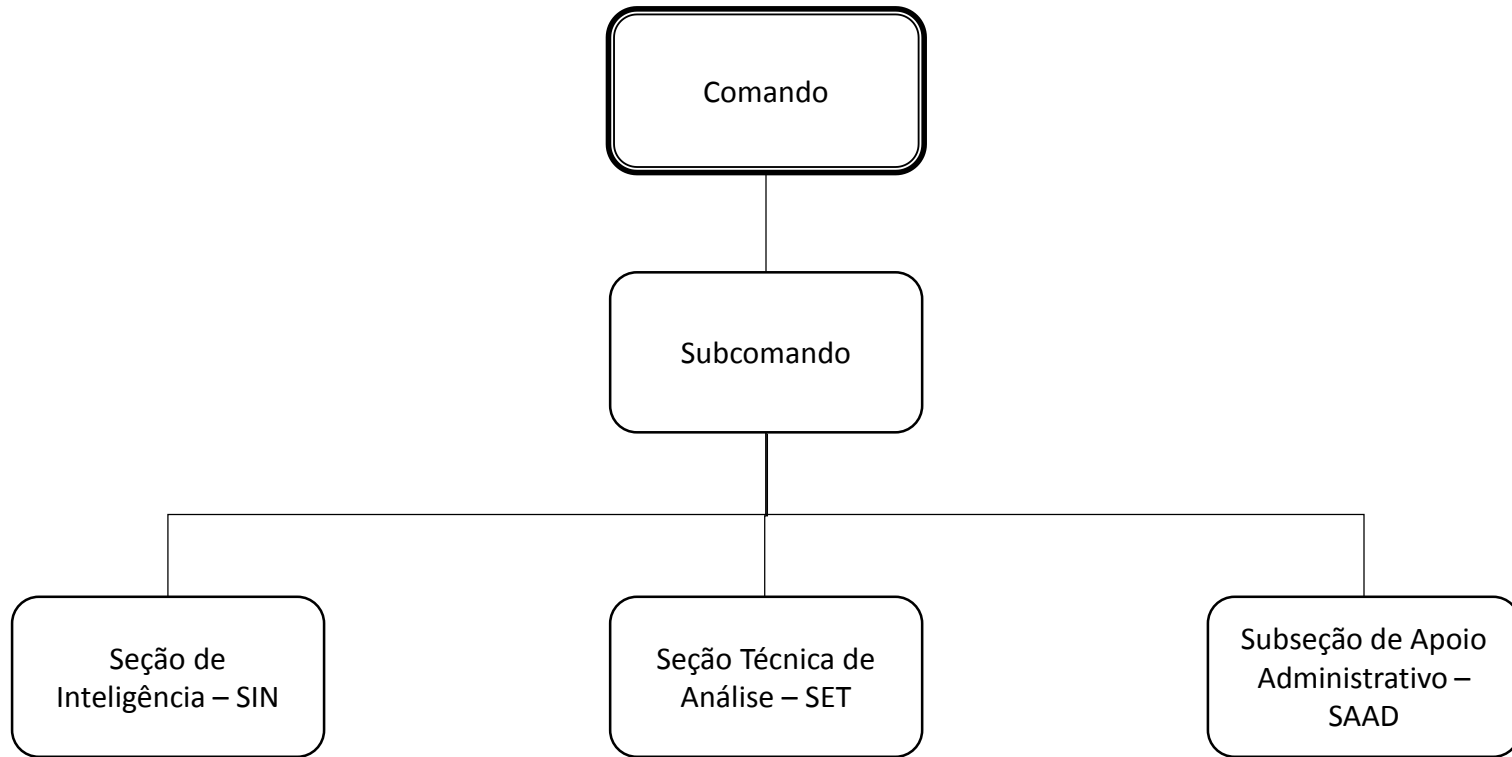 Comando
Subcomando
Seção de
Inteligência – SIN
Seção Técnica de
Análise – SET
Subseção de Apoio
Administrativo –
SAAD